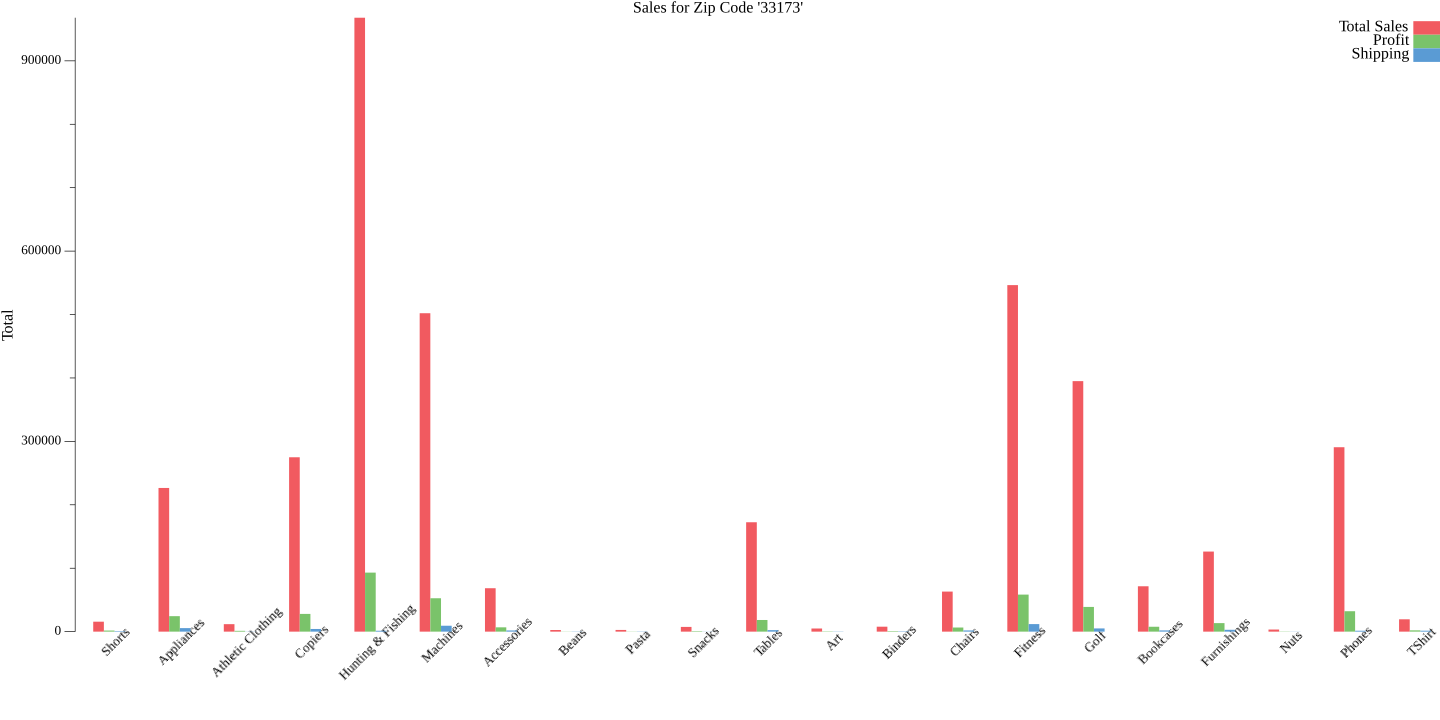 Sales for Zip Code '33173'
Total Sales
Profit
Shipping
900000
600000
300000
0
Total
Shorts
Appliances
Athletic Clothing
Copiers
Hunting & Fishing
Machines
Accessories
Beans
Pasta
Snacks
Tables
Art
Binders
Chairs
Fitness
Golf
Bookcases
Furnishings
Nuts
Phones
TShirt